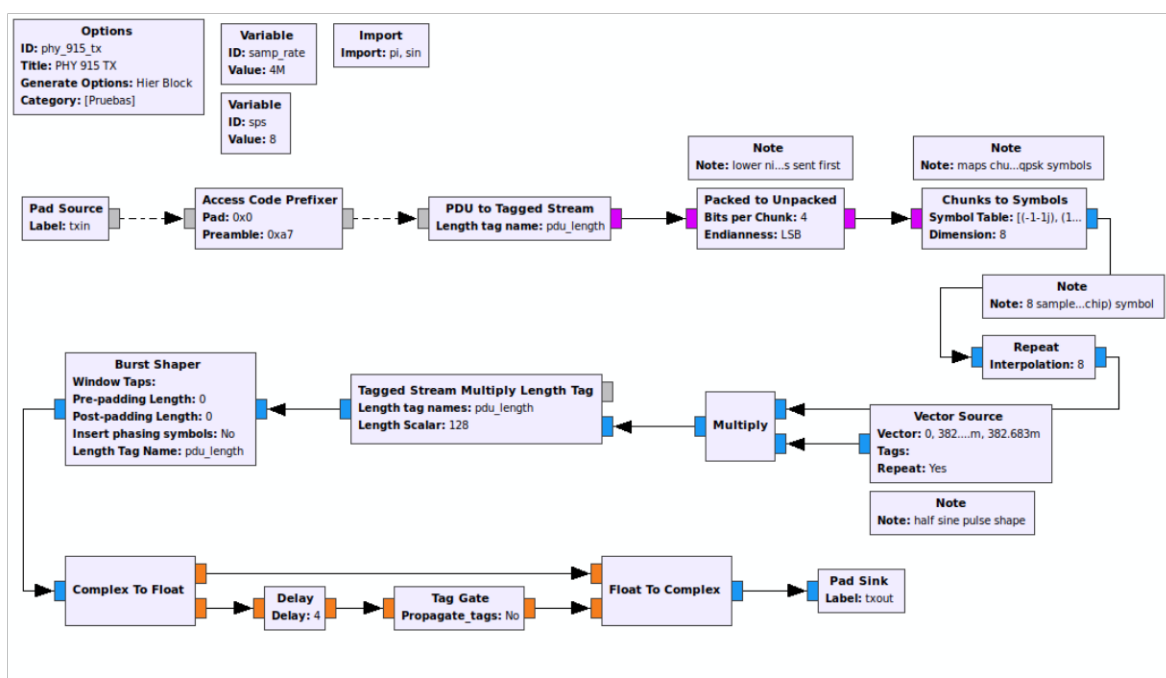 Options
ID: phy_915_tx
Title: PHY 915 TX
Generate Options: Hier Block
Category: [Pruebas]
Variable
ID: samp_rate
Value: 4M
Import
Import: pi, sin
Variable
ID: sps
Value: 8
Note
Note: lower ni...s sent first
Note
Note: maps chu...qpsk symbols
Pad Source
Label: txin
Access Code Prefixer
Pad: 0x0
Preamble: 0xa7
PDU to Tagged Stream
Length tag name: pdu_length
Packed to Unpacked
Bits per Chunk: 4
Endianness: LSB
Chunks to Symbols
Symbol Table: [(-1-1j), (1...
Dimension: 8
Note
Note: 8 sample...chip) symbol
Repeat
Interpolation: 8
Burst Shaper
Window Taps:
Pre-padding Length: 0
Post-padding Length: 0
Insert phasing symbols: No
Length Tag Name: pdu_length
Tagged Stream Multiply Length Tag
Length tag names: pdu_length
Length Scalar: 128
Multiply
Vector Source
Vector: 0, 382....m, 382.683m
Tags:
Repeat: Yes
Note
Note: half sine pulse shape
Complex To Float
Delay
Delay: 4
Tag Gate
Propagate_tags: No
Float To Complex
Pad Sink
Label: txout